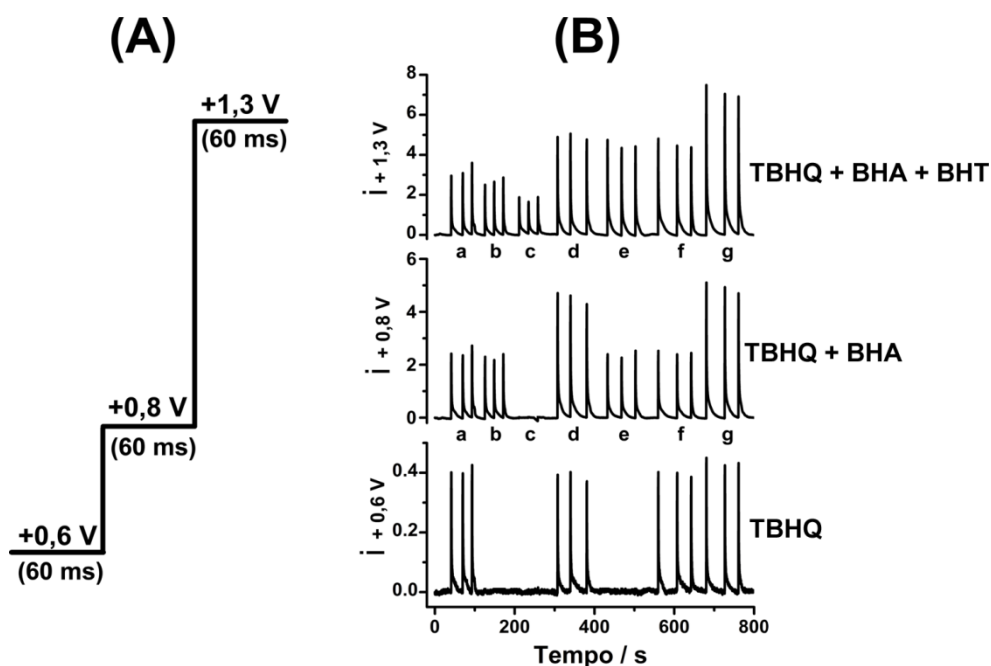 (A)
+1,3 V
(60 ms)
+0,8 V
(60 ms)
+0,6 V
(60 ms)
(B)
i + 1,3 V
8
6
4
2
0
a b c d e f g
TBHQ + BHA + BHT
i + 0,8 V
6
4
2
0
a b c d e f g
TBHQ + BHA
i + 0,6 V
0.4
0.2
0.0
TBHQ
0 200 400 600 800
Tempo / s